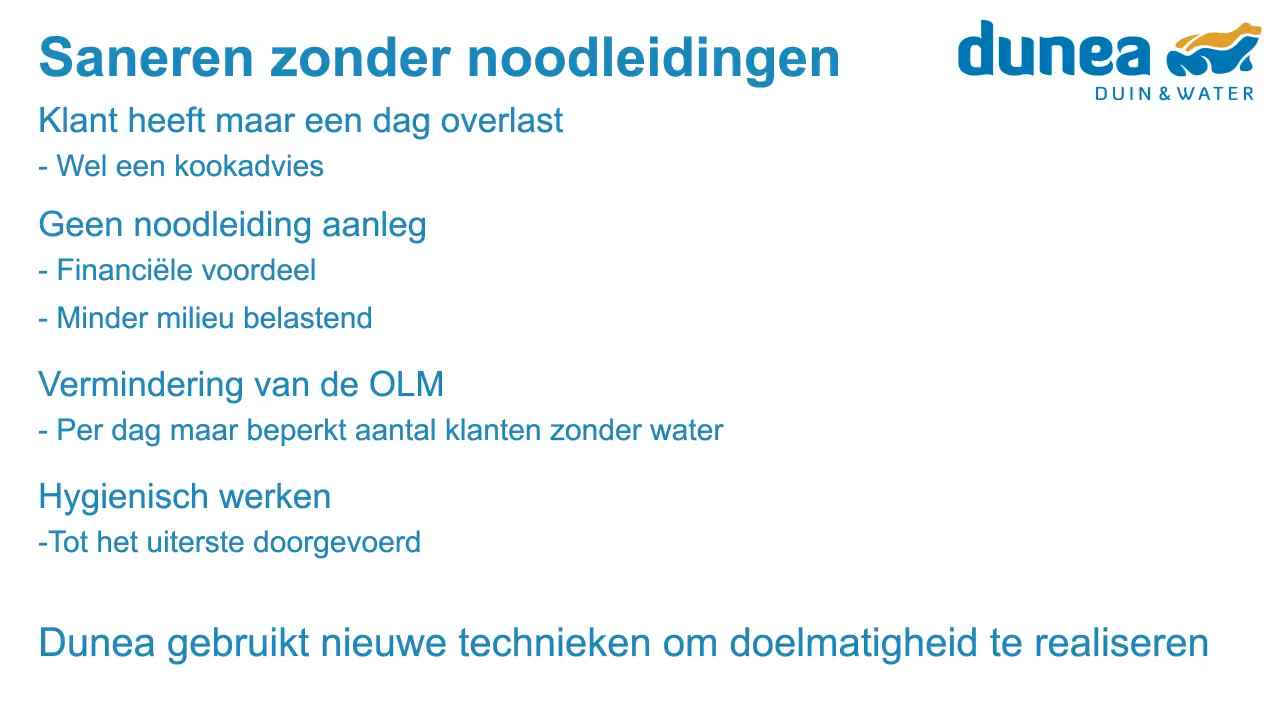 Saneren zonder noodleidingen
dunea
DUIN & WATER
Klant heeft maar een dag overlast
- Wel een kookadvies
Geen noodleiding aanleg
- Financiële voordeel
- Minder milieu belastend
Vermindering van de OLM
- Per dag maar beperkt aantal klanten zonder water
Hygienisch werken
-Tot het uiterste doorgevoerd
Dunea gebruikt nieuwe technieken om doelmatigheid te realiseren